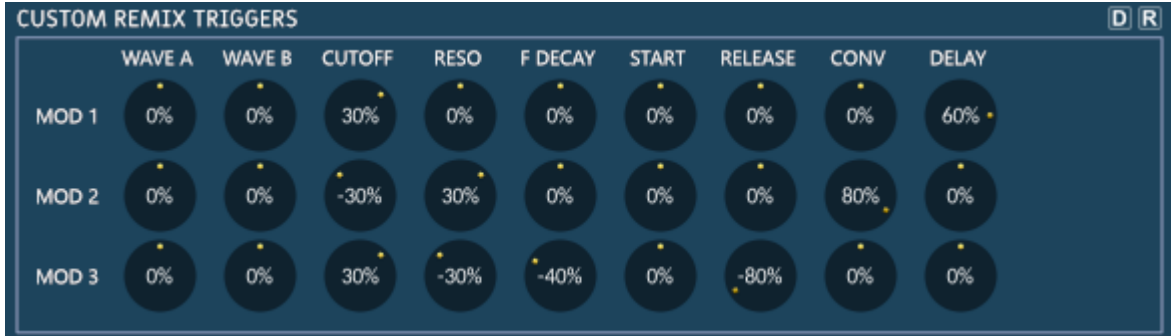 CUSTOM REMIX TRIGGERS D R
WAVE A WAVE B CUTOFF RESO F DECAY START RELEASE CONV DELAY
MOD 1 0% 0% 30% 0% 0% 0% 0% 0% 60%
MOD 2 0% 0% -30% 30% 0% 0% 0% 80% 0%
MOD 3 0% 0% 30% -30% -40% 0% -80% 0% 0%